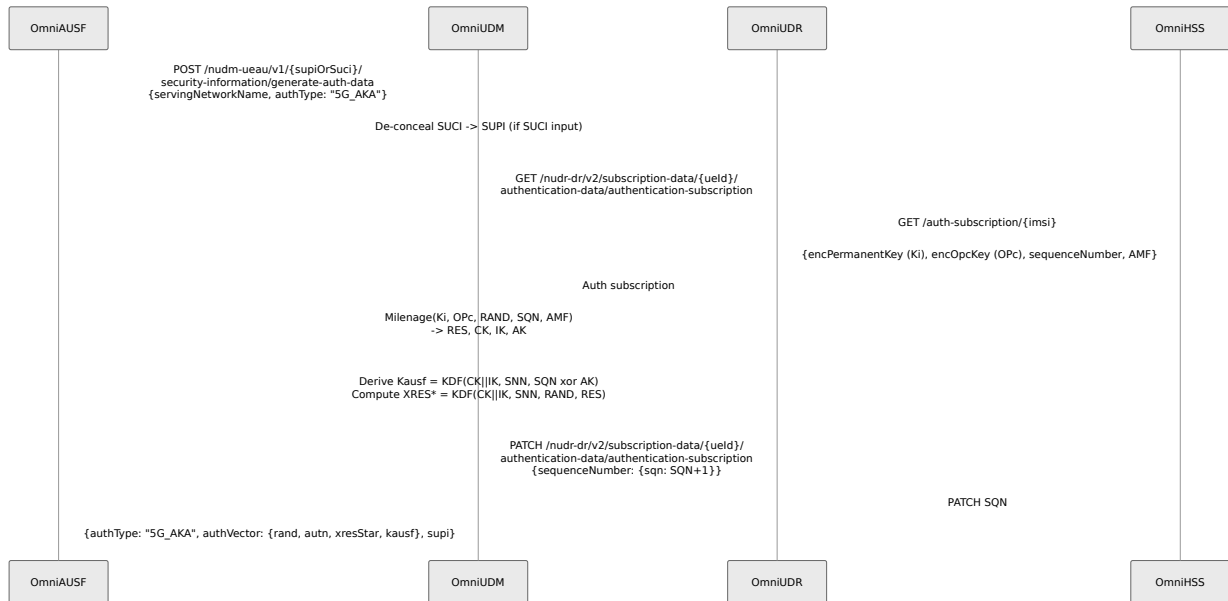 OmniAUSF
OmniUDM
OmniUDR
OmniHSS
POST /nudm-ueau/v1/{supiOrSuci}/
security-information/generate-auth-data
{servingNetworkName, authType: "5G_AKA"}
De-conceal SUCI -> SUPI (if SUCI input)
GET /nudr-dr/v2/subscription-data/{ueId}/
authentication-data/authentication-subscription
GET /auth-subscription/{imsi}
{encPermanentKey (Ki), encOpcKey (OPc), sequenceNumber, AMF}
Auth subscription
Milenage(Ki, OPc, RAND, SQN, AMF)
-> RES, CK, IK, AK
Derive Kausf = KDF(CK||IK, SNN, SQN xor AK)
Compute XRES* = KDF(CK||IK, SNN, RAND, RES)
PATCH /nudr-dr/v2/subscription-data/{ueId}/
authentication-data/authentication-subscription
{sequenceNumber: {sqn: SQN+1}}
PATCH SQN
{authType: "5G_AKA", authVector: {rand, autn, xresStar, kausf}, supi}
OmniAUSF
OmniUDM
OmniUDR
OmniHSS